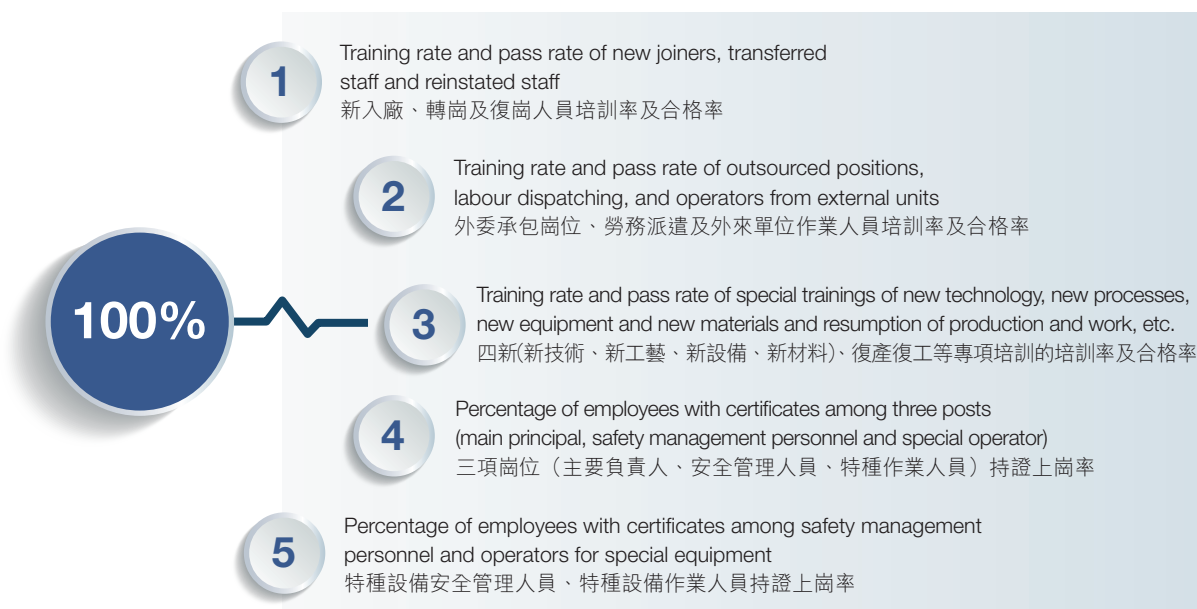 100%
1
Training rate and pass rate of new joiners, transferred
staff and reinstated staff
新入廠、轉崗及復崗人員培訓率及合格率
2
Training rate and pass rate of outsourced positions,
labour dispatching, and operators from external units
外委承包崗位、勞務派遣及外來單位作業人員培訓率及合格率
3
Training rate and pass rate of special trainings of new technology, new processes,
new equipment and new materials and resumption of production and work, etc.
四新(新技術、新工藝、新設備、新材料)、復產復工等專項培訓的培訓率及合格率
4
Percentage of employees with certificates among three posts
(main principal, safety management personnel and special operator)
三項崗位（主要負責人、安全管理人員、特種作業人員）持證上崗率
5
Percentage of employees with certificates among safety management
personnel and operators for special equipment
特種設備安全管理人員、特種設備作業人員持證上崗率